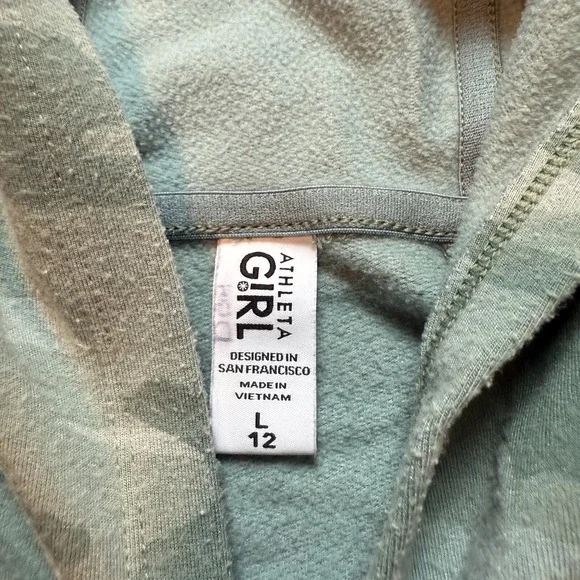 ATHLETA
GIRL
DESIGNED IN
SAN FRANCISCO
MADE IN
VIETNAM
L
12